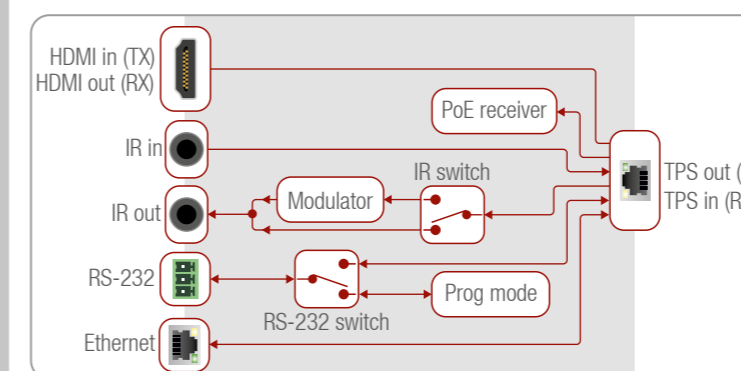 HDMI in (TX)
HDMI out (RX)
PoE receiver
IR in
IR switch
TPS out (
TPS in (R
Modulator
IR out
RS-232
Prog mode
RS-232 switch
Ethernet